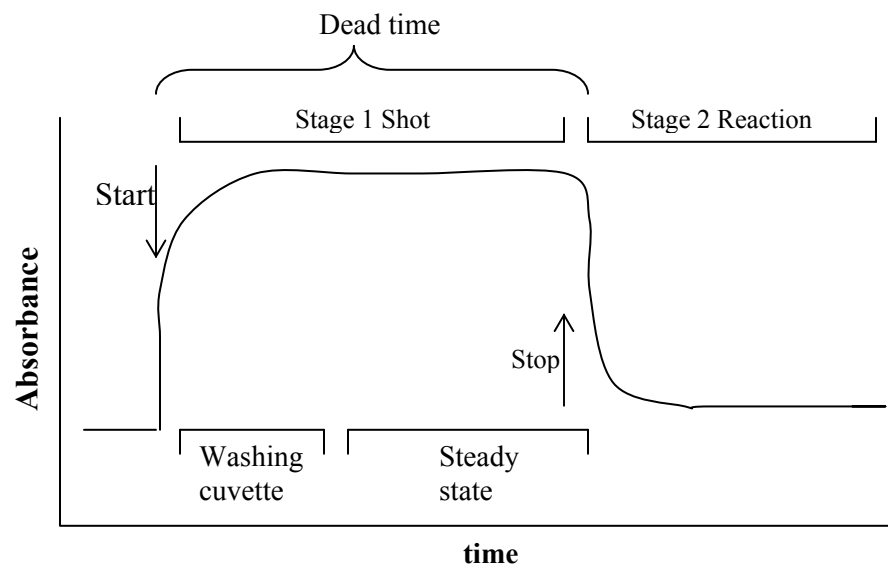 Dead time
Stage 1 Shot
Stage 2 Reaction
Start
Absorbance
Stop
Washing
cuvette
Steady
state
time